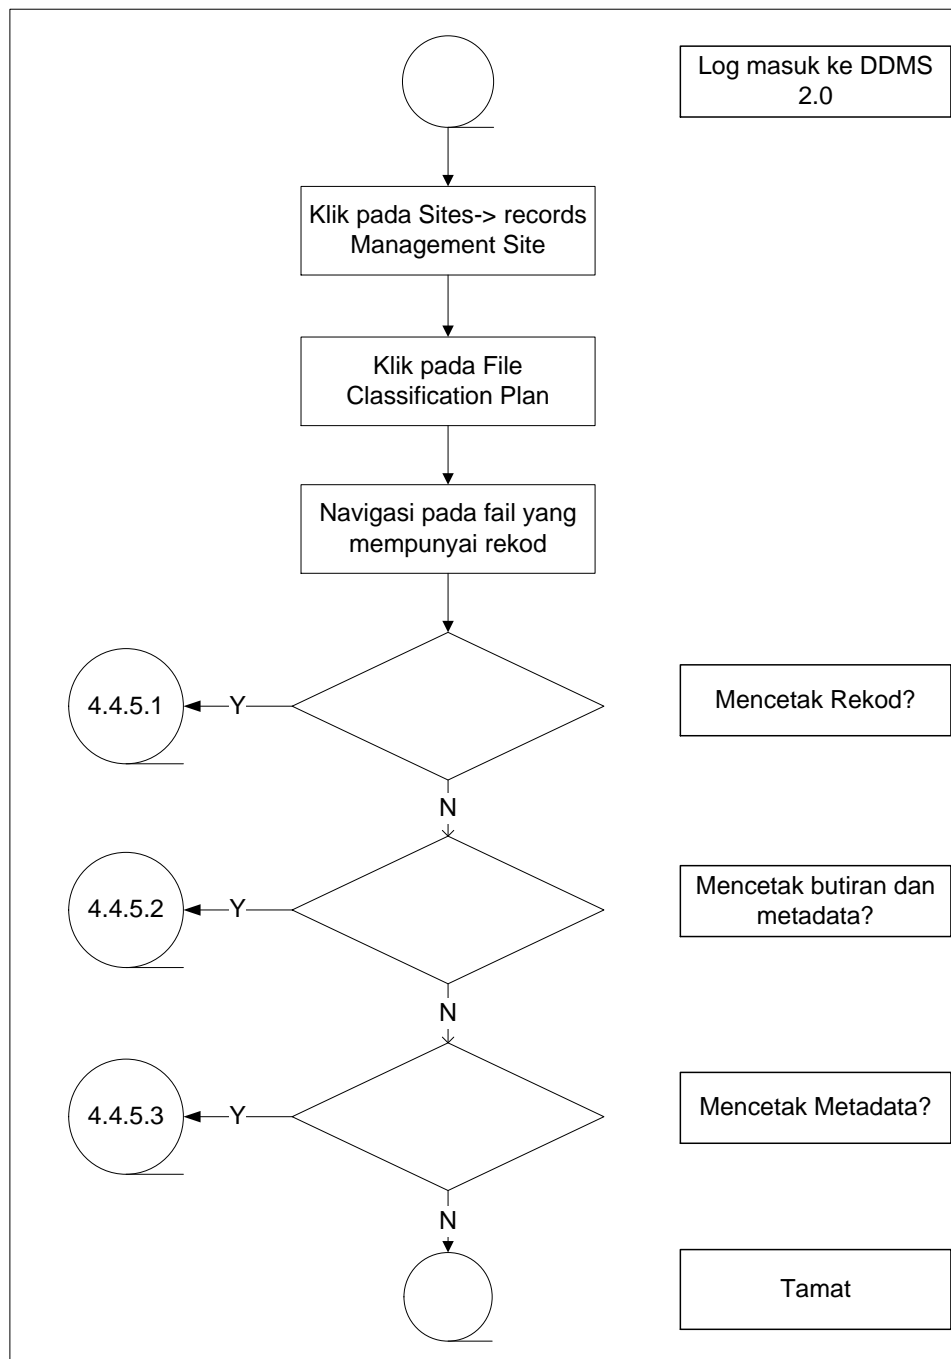 Log masuk ke DDMS
2.0
Klik pada Sites-> records
Management Site
Klik pada File
Classification Plan
Navigasi pada fail yang
mempunyai rekod
4.4.5.1
Y
Mencetak Rekod?
N
4.4.5.2
Y
Mencetak butiran dan
metadata?
N
4.4.5.3
Y
Mencetak Metadata?
N
Tamat